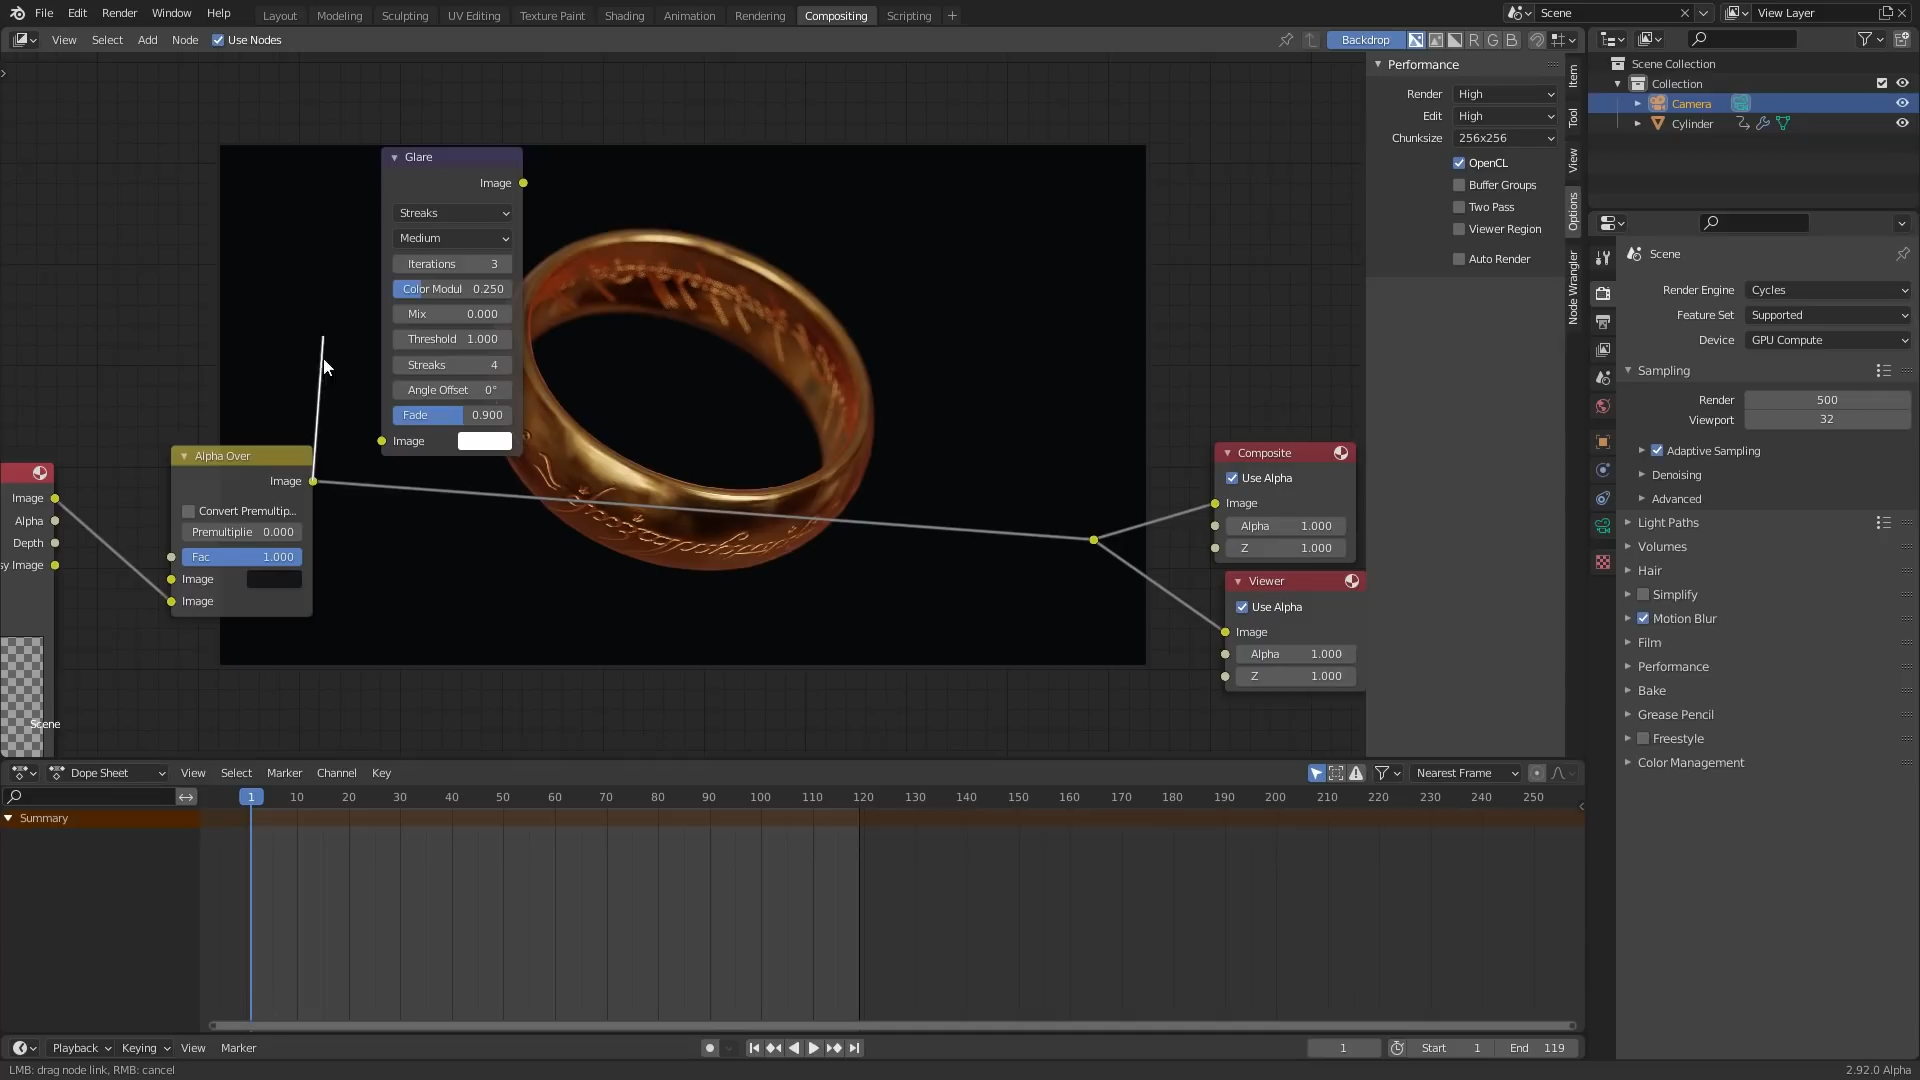 File Edit Render Window Help Layout Modeling Sculpting UV Editing Texture Paint Shading Animation Rendering Compositing Scripting + Scene View Layer
View Select Add Node Use Nodes Backdrop R G B
Performance
Render High
Edit High
Chunksize 256x256
OpenCL
Buffer Groups
Two Pass
Viewer Region
Auto Render
Item
Tool
View
Options
Node Wrangler
Glare
Image
Streaks
Medium
Iterations 3
Color Modul 0.250
Mix 0.000
Threshold 1.000
Streaks 4
Angle Offset 0°
Fade 0.900
Image
Image
Alpha
Depth
sy Image
Scene
Alpha Over
Image
Convert Premultip...
Premultiplie 0.000
Fac 1.000
Image
Image
Composite
Use Alpha
Image
Alpha 1.000
Z 1.000
Viewer
Use Alpha
Image
Alpha 1.000
Z 1.000
Scene Collection
Collection
Camera
Cylinder
Scene
Render Engine Cycles
Feature Set Supported
Device GPU Compute
Sampling
Render 500
Viewport 32
Adaptive Sampling
Denoising
Advanced
Light Paths
Volumes
Hair
Simplify
Motion Blur
Film
Performance
Bake
Grease Pencil
Freestyle
Color Management
Dope Sheet View Select Marker Channel Key Nearest Frame
1 10 20 30 40 50 60 70 80 90 100 110 120 130 140 150 160 170 180 190 200 210 220 230 240 250
Summary
Playback Keying View Marker 1 Start 1 End 119
LMB: drag node link, RMB: cancel 2.92.0 Alpha